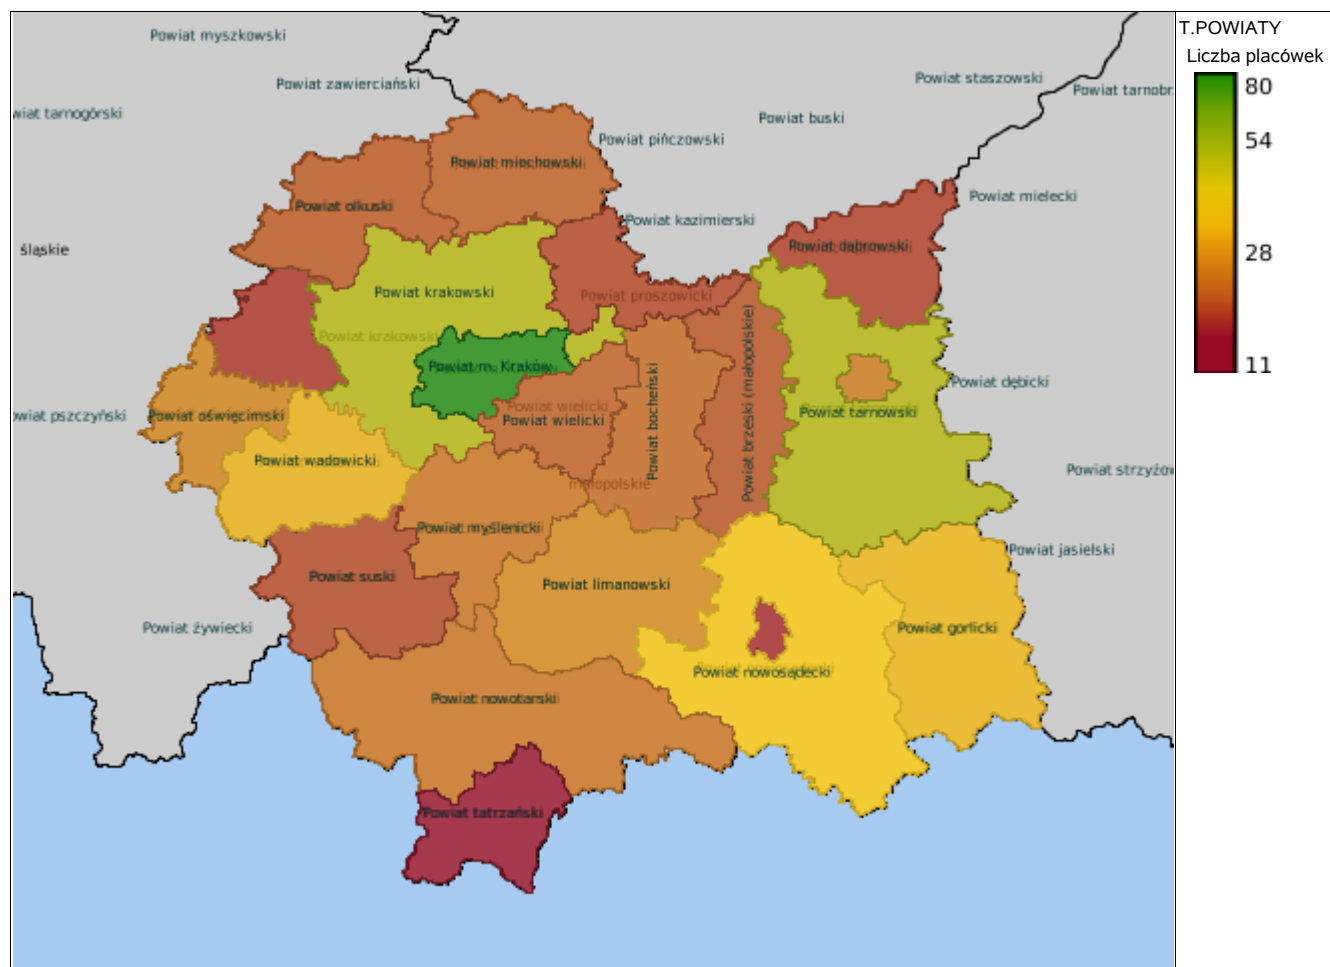 T.POWIATY
Liczba placówek
80
54
28
11
Powiat myszkowski
Powiat zawierciański
Powiat staszowski
Powiat tarnobr
wiat tarnogórski
Powiat buski
Powiat pińczowski
Powiat miechowski
Powiat mielecki
Powiat olkuski
Powiat kazimierski
śląskie
Powiat dąbrowski
Powiat krakowski
Powiat proszowicki
Powiat krakowski
Powiat m. Kraków
Powiat brzeski (małopolskie)
Powiat bocheński
Powiat dębicki
wiat pszczyński
Powiat oświęcimski
Powiat wielicki
Powiat wielicki
Powiat tarnowski
Powiat wadowicki
Powiat strzyżow
małopolskie
Powiat myślenicki
Powiat jasielski
Powiat suski
Powiat limanowski
Powiat żywiecki
Powiat gorlicki
Powiat nowosądecki
Powiat nowotarski
Powiat tatrzański